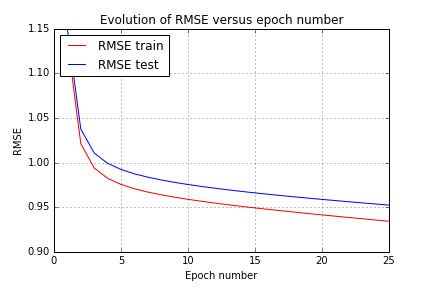 Evolution of RMSE versus epoch number
1.15
RMSE train
RMSE test
1.10
1.05
RMSE
1.00
0.95
0.90
0 5 10 15 20 25
Epoch number